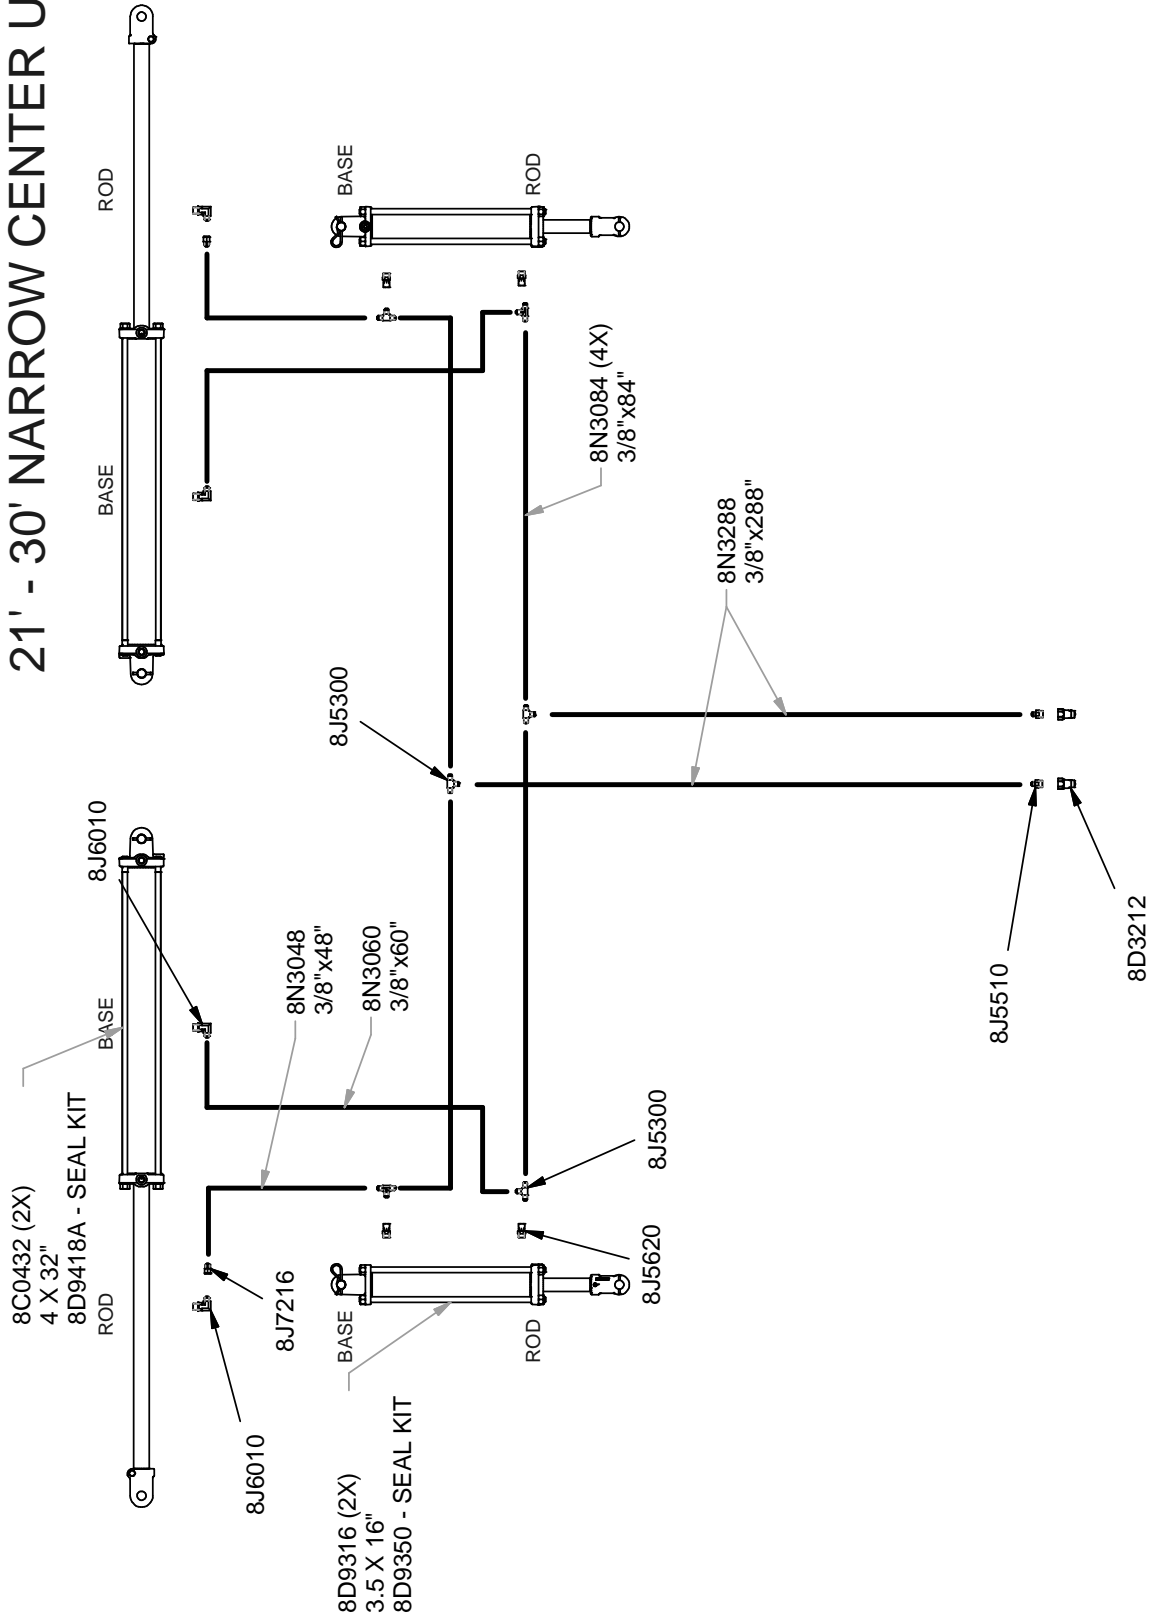 21' - 30' NARROW CENTER U
8C0432 (2X)
4 X 32"
8D9418A - SEAL KIT
ROD
BASE
8J6010
BASE
ROD
8J6010
8J7216
8N3048
3/8"x48"
8N3060
3/8"x60"
8J5300
BASE
ROD
8D9316 (2X)
3.5 X 16"
8D9350 - SEAL KIT
BASE
ROD
8J5620
8J5300
8N3084 (4X)
3/8"x84"
8N3288
3/8"x288"
8J5510
8D3212